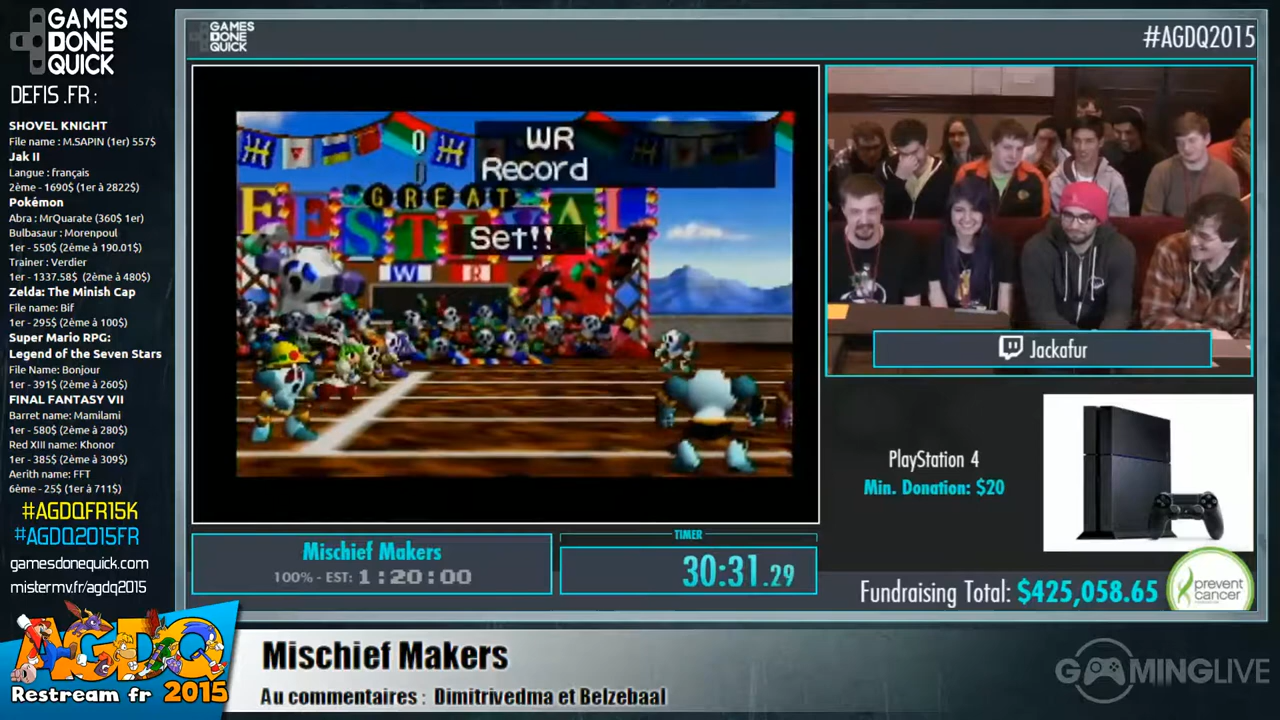 GAMES
DONE
QUICK
DEFIS .FR :
SHOVEL KNIGHT
File name : M.SAPIN (1er) 557$
Jak II
Langue : français
2ème - 1690$ (1er à 2822$)
Pokémon
Abra : MrQuarate (360$ 1er)
Bulbasaur : Morenpoul
1er - 550$ (2ème à 190.01$)
Trainer : Verdier
1er - 1337.58$ (2ème à 480$)
Zelda: The Minish Cap
File name: Bif
1er - 295$ (2ème à 100$)
Super Mario RPG:
Legend of the Seven Stars
File Name: Bonjour
1er - 391$ (2ème à 260$)
FINAL FANTASY VII
Barret name: Mamilami
1er - 580$ (2ème à 280$)
Red XIII name: Khonor
1er - 385$ (2ème à 309$)
Aerith name: FFT
6ème - 25$ (1er à 711$)
#AGDQFR15K
#AGDQ2015FR
gamesdonequick.com
mistermv.fr/agdq2015
AGDQ
Restream fr 2015
GAMES
DONE
QUICK
#AGDQ2015
0
WR
Record
GREAT
FESTIVAL
Set!!
W R
Jackafur
PlayStation 4
Min. Donation: $20
Mischief Makers
100% - EST: 1:20:00
TIMER
30:31.29
Fundraising Total: $425,058.65
prevent
cancer
Mischief Makers
Au commentaires : Dimitrivedma et Belzebaal
GAMINGLIVE